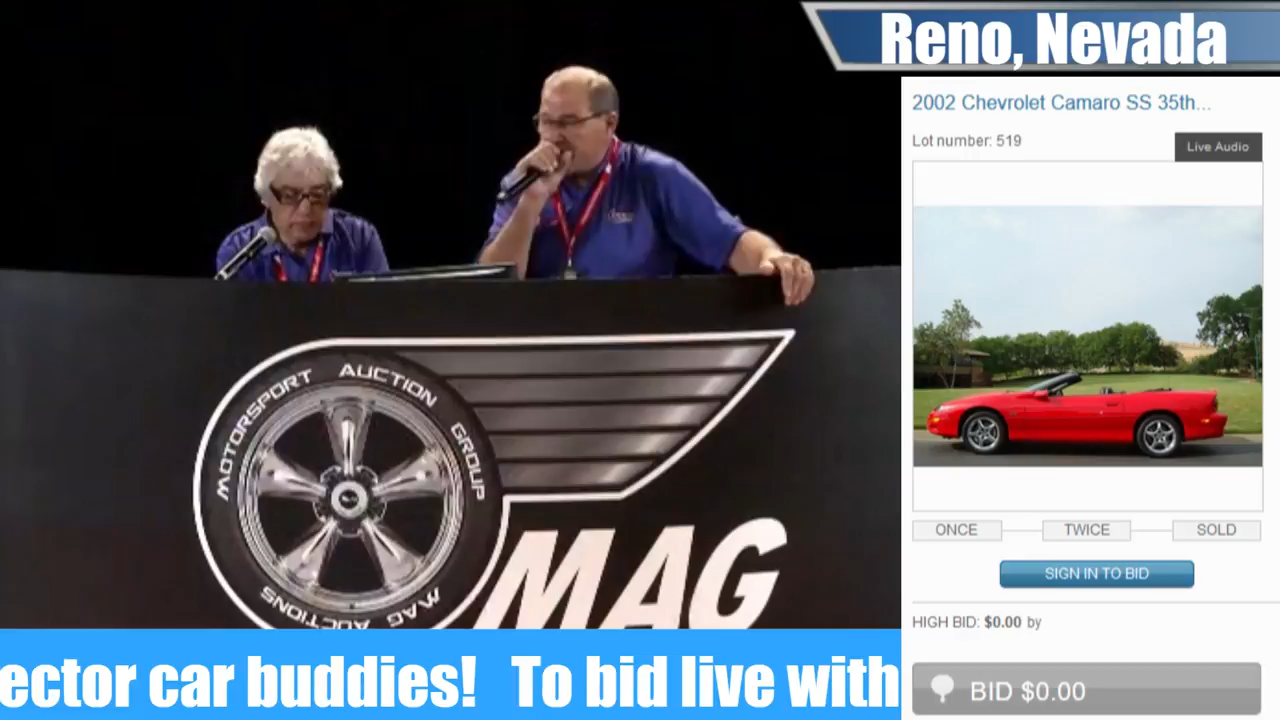 Reno, Nevada
2002 Chevrolet Camaro SS 35th...
Lot number: 519
Live Audio
MOTORSPORT AUCTION GROUP
MAG AUCTIONS
MAG
ONCE
TWICE
SOLD
SIGN IN TO BID
HIGH BID: $0.00 by
BID $0.00
ector car buddies! To bid live with